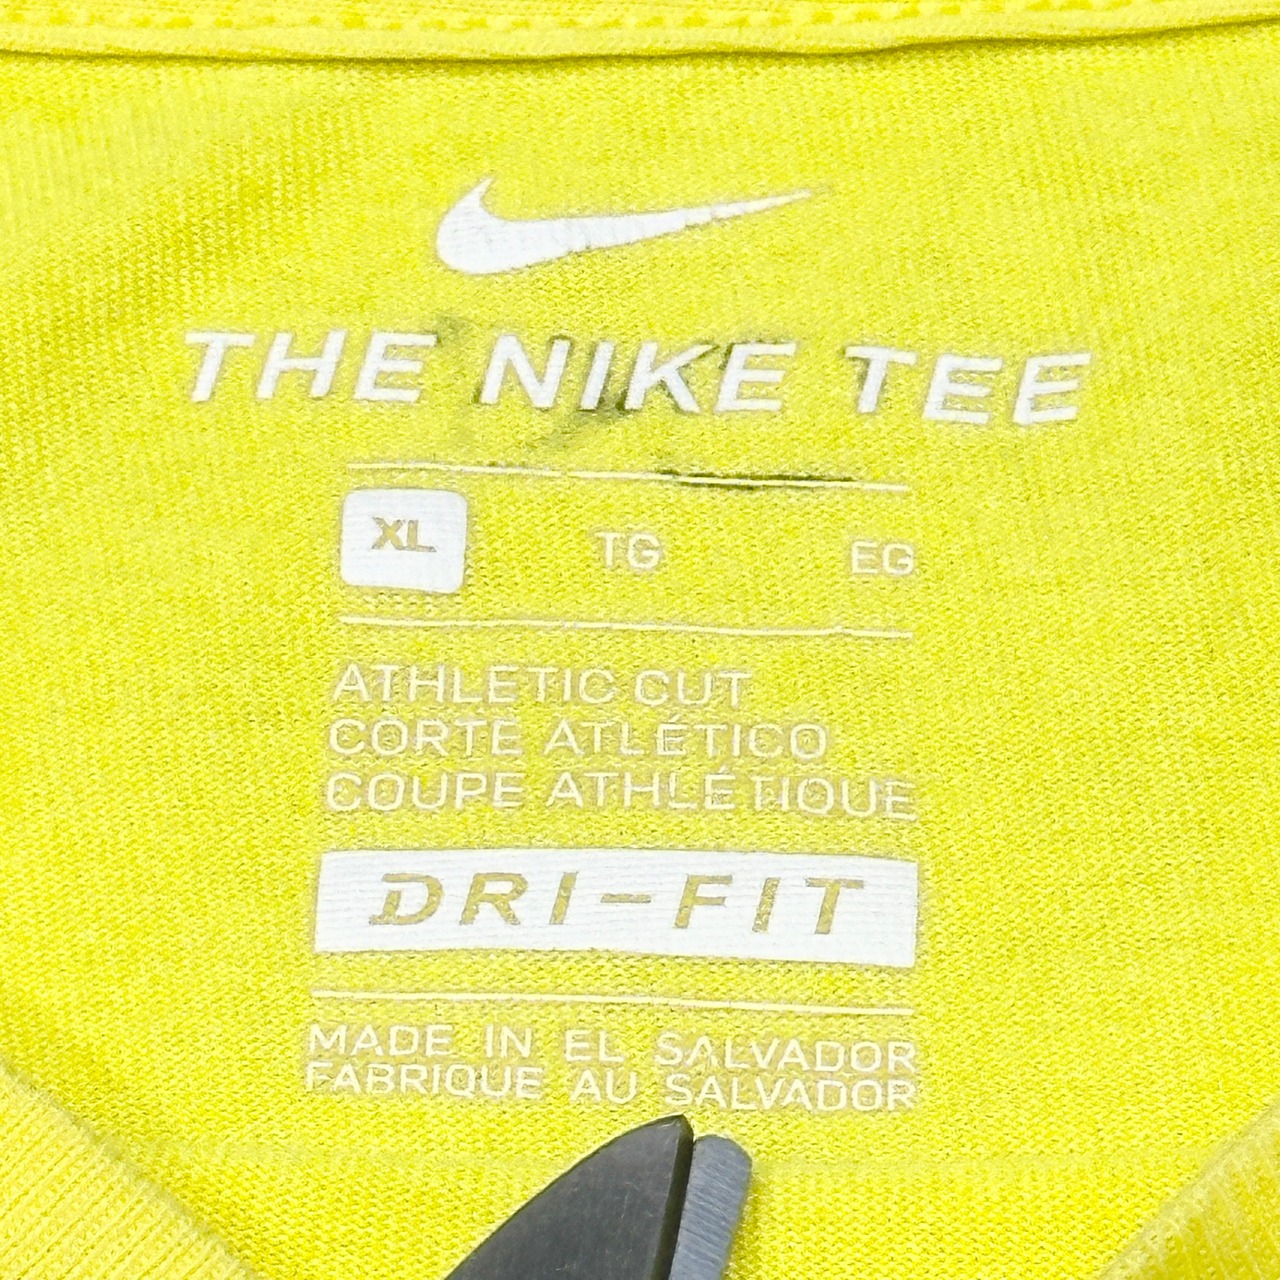 THE NIKE TEE
XL TG EG
ATHLETIC CUT
CORTE ATLÉTICO
COUPE ATHLÉTIQUE
DRI-FIT
MADE IN EL SALVADOR
FABRIQUE AU SALVADOR